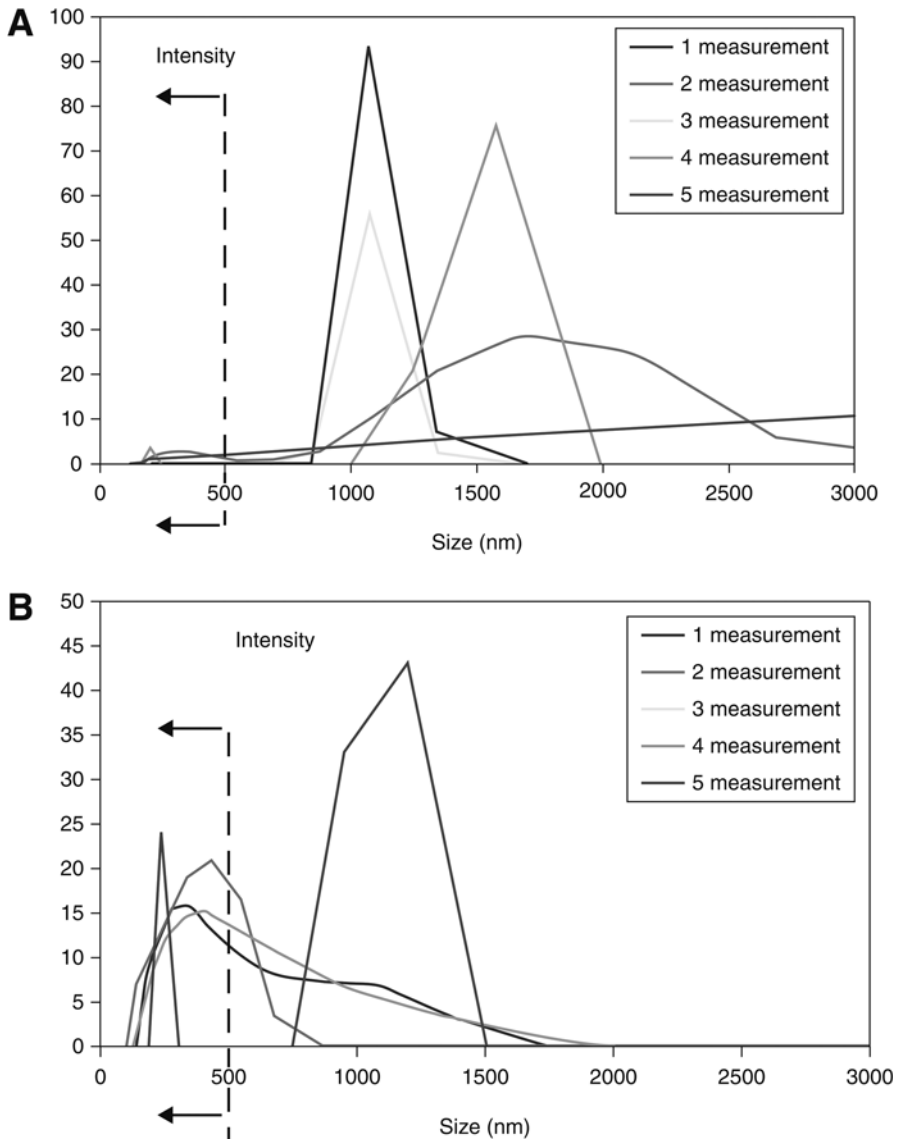 A
100
90
80
70
60
50
40
30
20
10
0
Intensity
1 measurement
2 measurement
3 measurement
4 measurement
5 measurement
0 500 1000 1500 2000 2500 3000
Size (nm)
B
50
45
40
35
30
25
20
15
10
5
0
Intensity
1 measurement
2 measurement
3 measurement
4 measurement
5 measurement
0 500 1000 1500 2000 2500 3000
Size (nm)